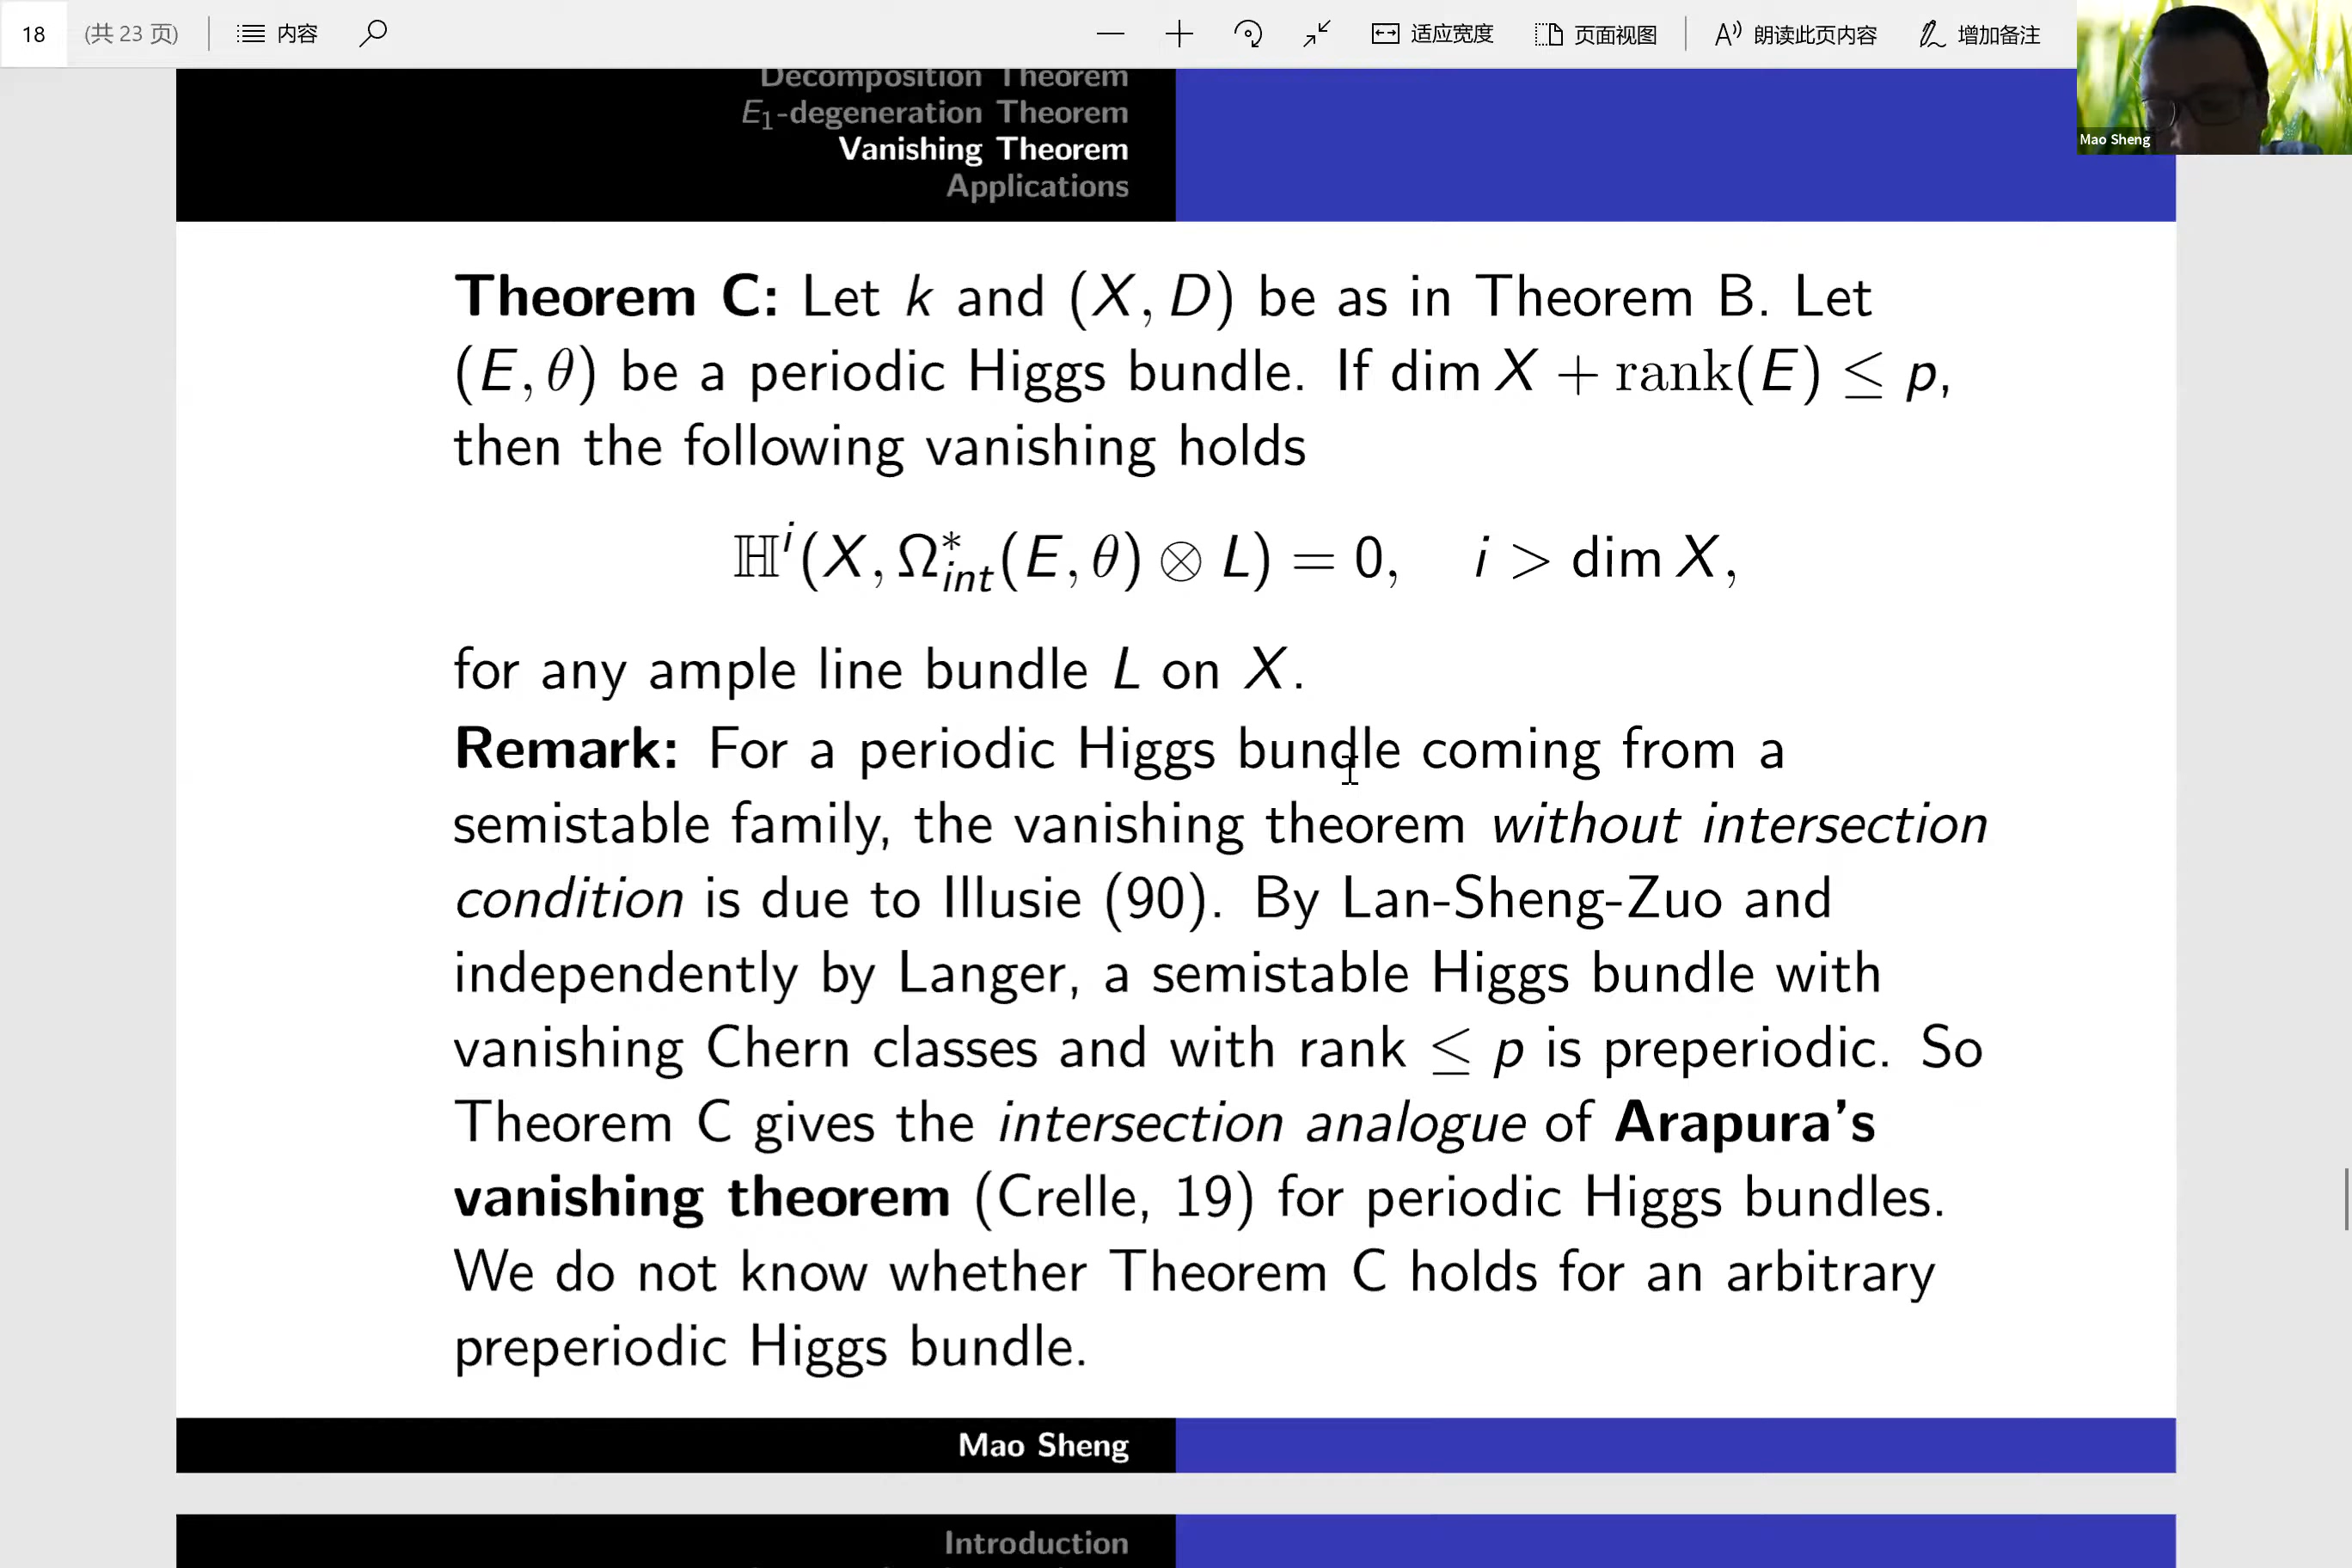 18 (共 23 页) 内容 适应宽度 页面视图 朗读此页内容 增加备注
Mao Sheng
Decomposition Theorem
E₁-degeneration Theorem
Vanishing Theorem
Applications
Theorem C: Let k and (X, D) be as in Theorem B. Let
(E, θ) be a periodic Higgs bundle. If dim X + rank(E) ≤ p,
then the following vanishing holds
ℍⁱ(X, Ω*_int(E, θ) ⊗ L) = 0, i > dim X,
for any ample line bundle L on X.
Remark: For a periodic Higgs bundle coming from a
semistable family, the vanishing theorem without intersection
condition is due to Illusie (90). By Lan-Sheng-Zuo and
independently by Langer, a semistable Higgs bundle with
vanishing Chern classes and with rank ≤ p is preperiodic. So
Theorem C gives the intersection analogue of Arapura's
vanishing theorem (Crelle, 19) for periodic Higgs bundles.
We do not know whether Theorem C holds for an arbitrary
preperiodic Higgs bundle.
Mao Sheng
Introduction